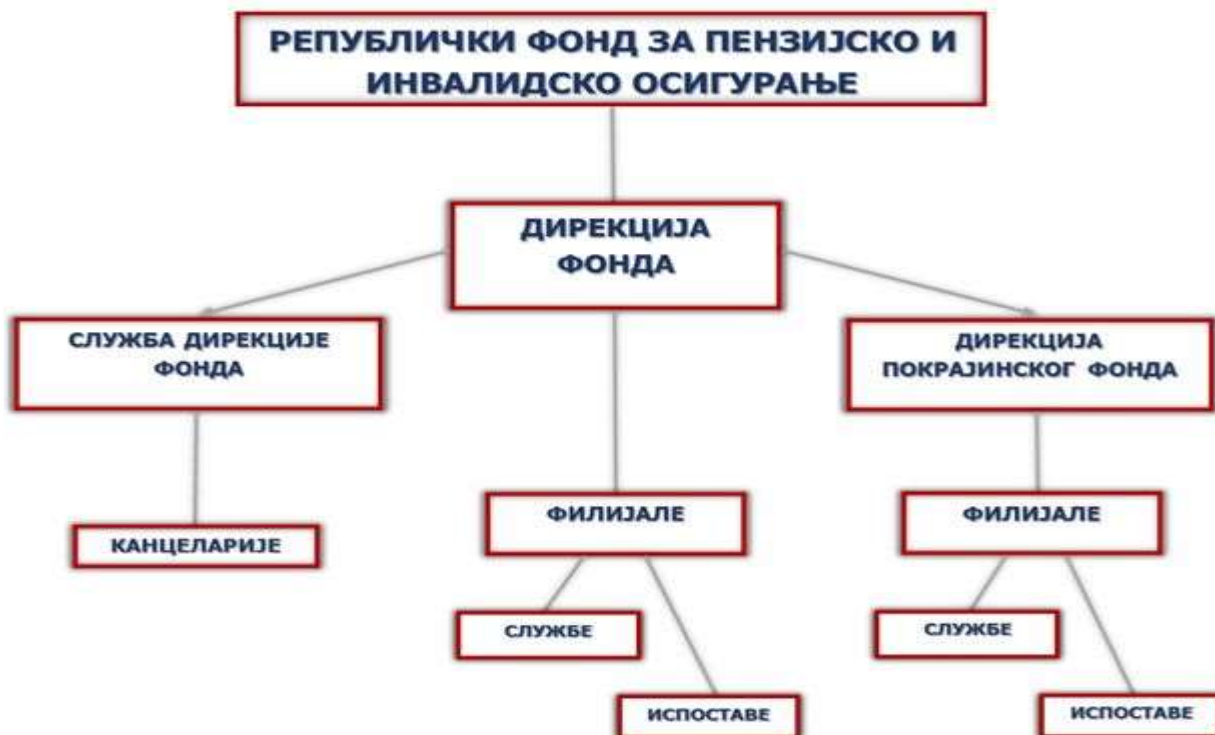 РЕПУБЛИЧКИ ФОНД ЗА ПЕНЗИЈСКО И
ИНВАЛИДСКО ОСИГУРАЊЕ
ДИРЕКЦИЈА
ФОНДА
СЛУЖБА ДИРЕКЦИЈЕ
ФОНДА
ДИРЕКЦИЈА
ПОКРАЈИНСКОГ ФОНДА
КАНЦЕЛАРИЈЕ
ФИЛИЈАЛЕ
ФИЛИЈАЛЕ
СЛУЖБЕ
СЛУЖБЕ
ИСПОСТАВЕ
ИСПОСТАВЕ